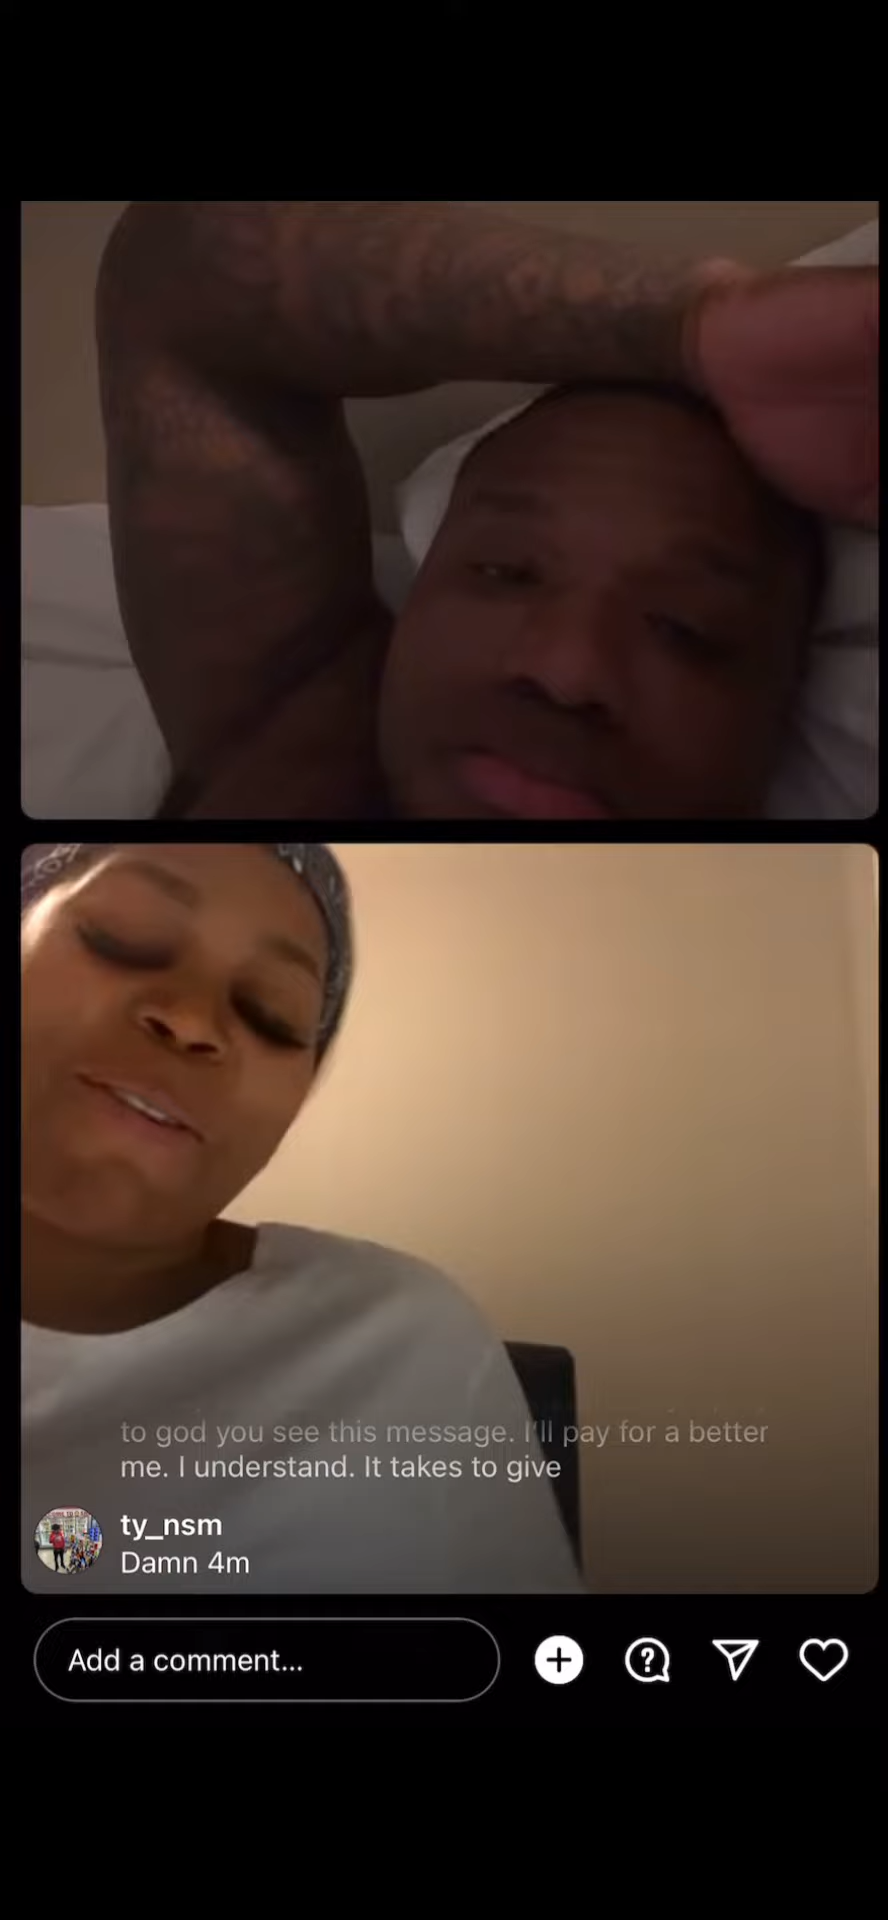 to god you see this message. I'll pay for a better
me. I understand. It takes to give
ty_nsm
Damn 4m
Add a comment...